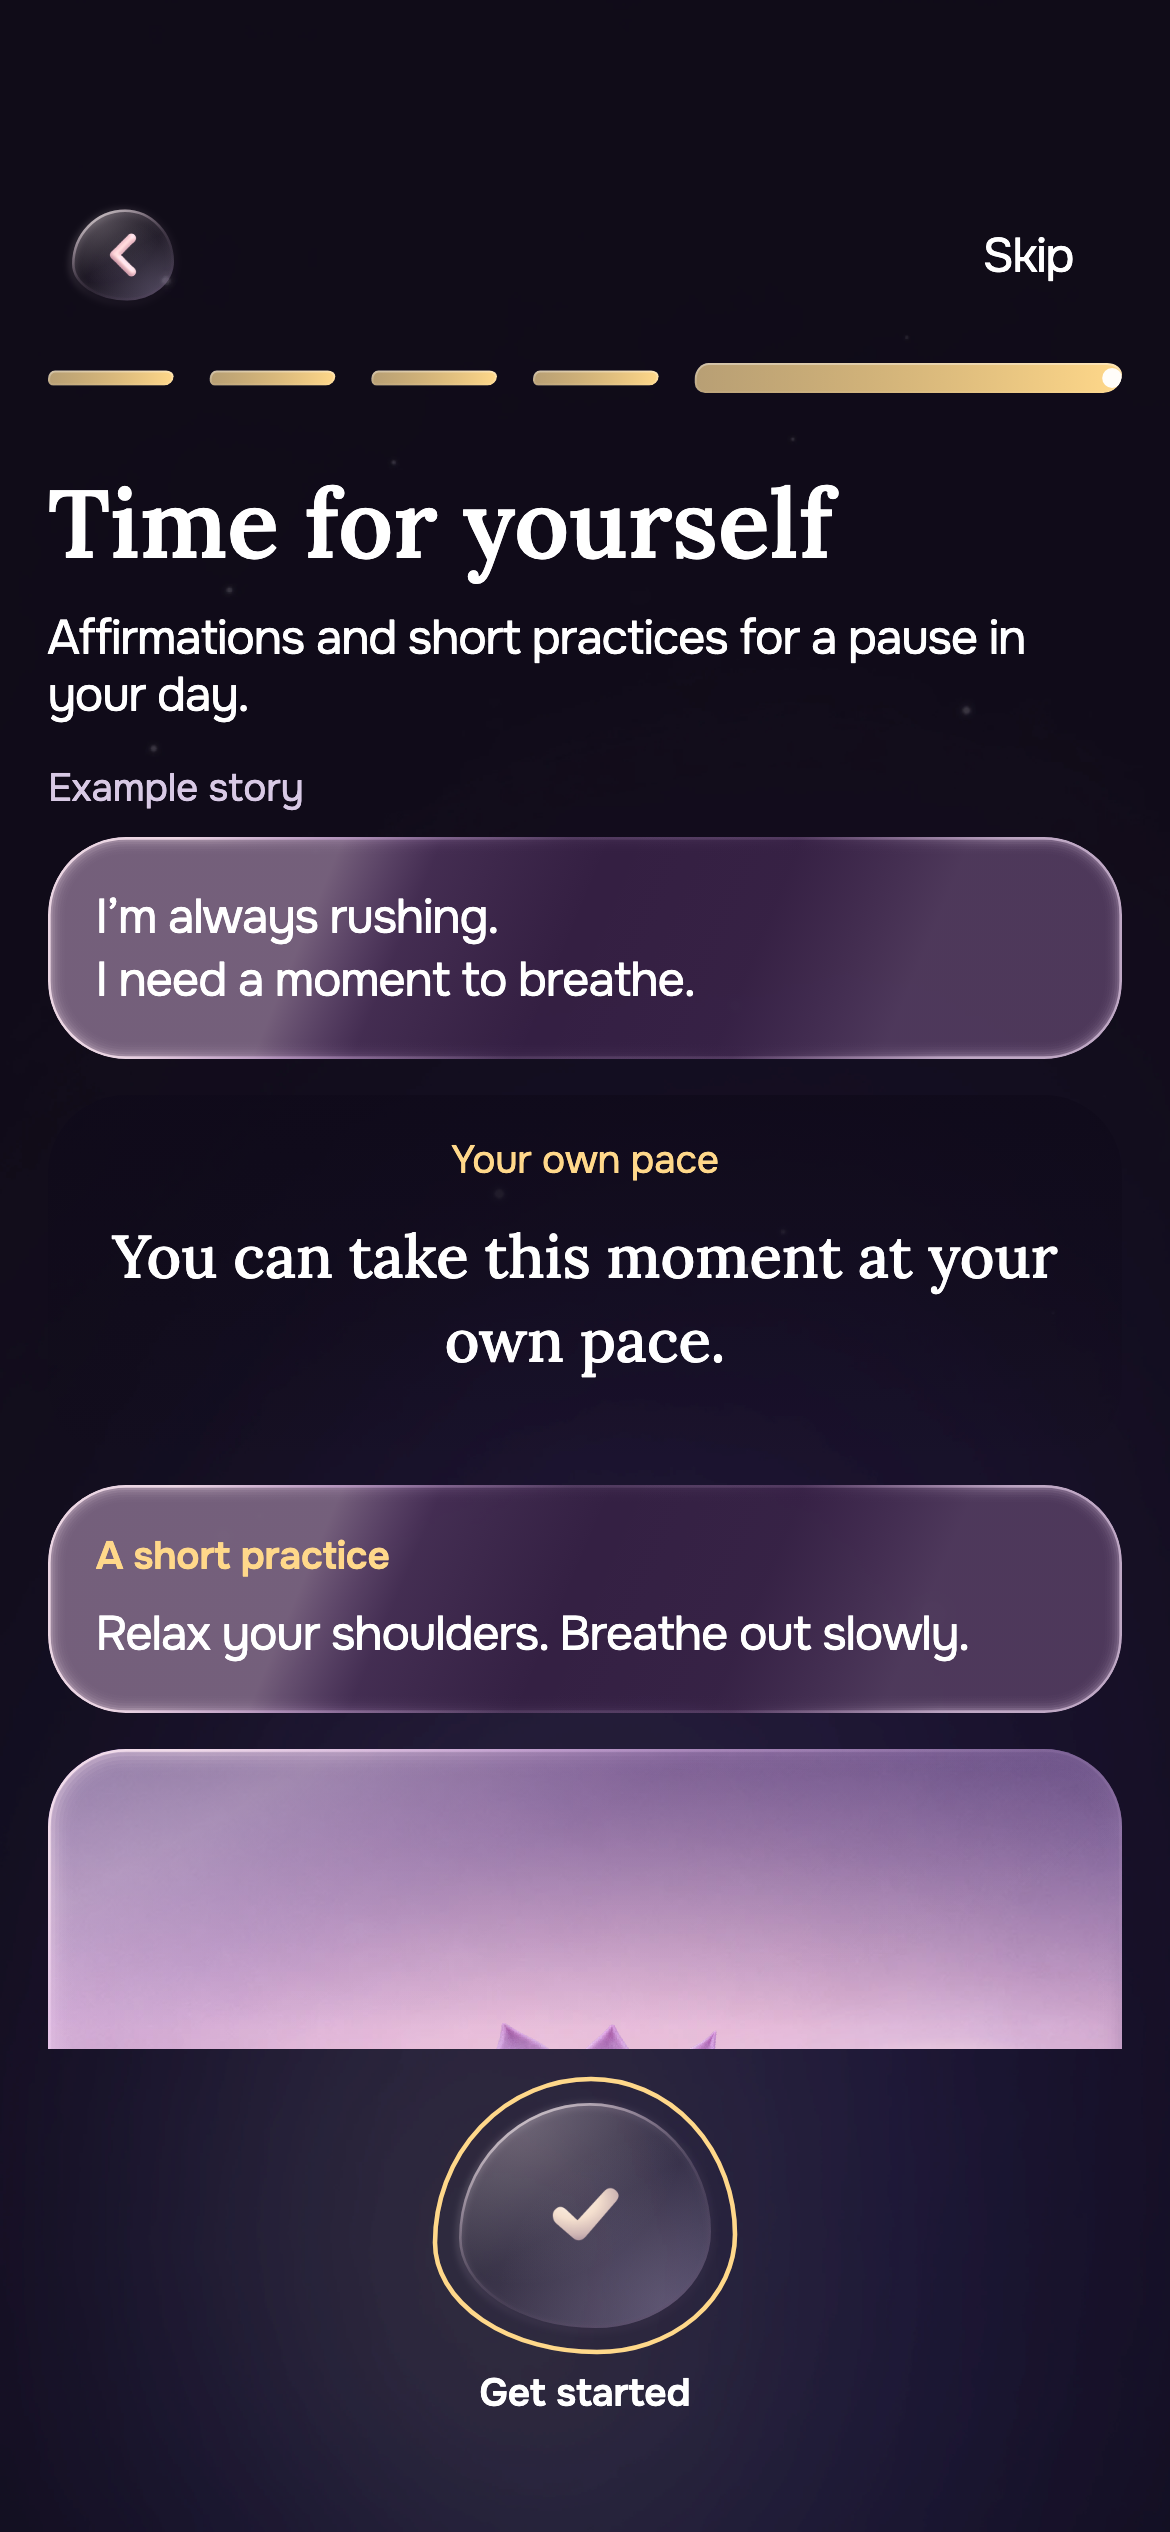 Skip
Time for yourself
Affirmations and short practices for a pause in
your day.
Example story
I’m always rushing.
I need a moment to breathe.
Your own pace
You can take this moment at your
own pace.
A short practice
Relax your shoulders. Breathe out slowly.
Get started